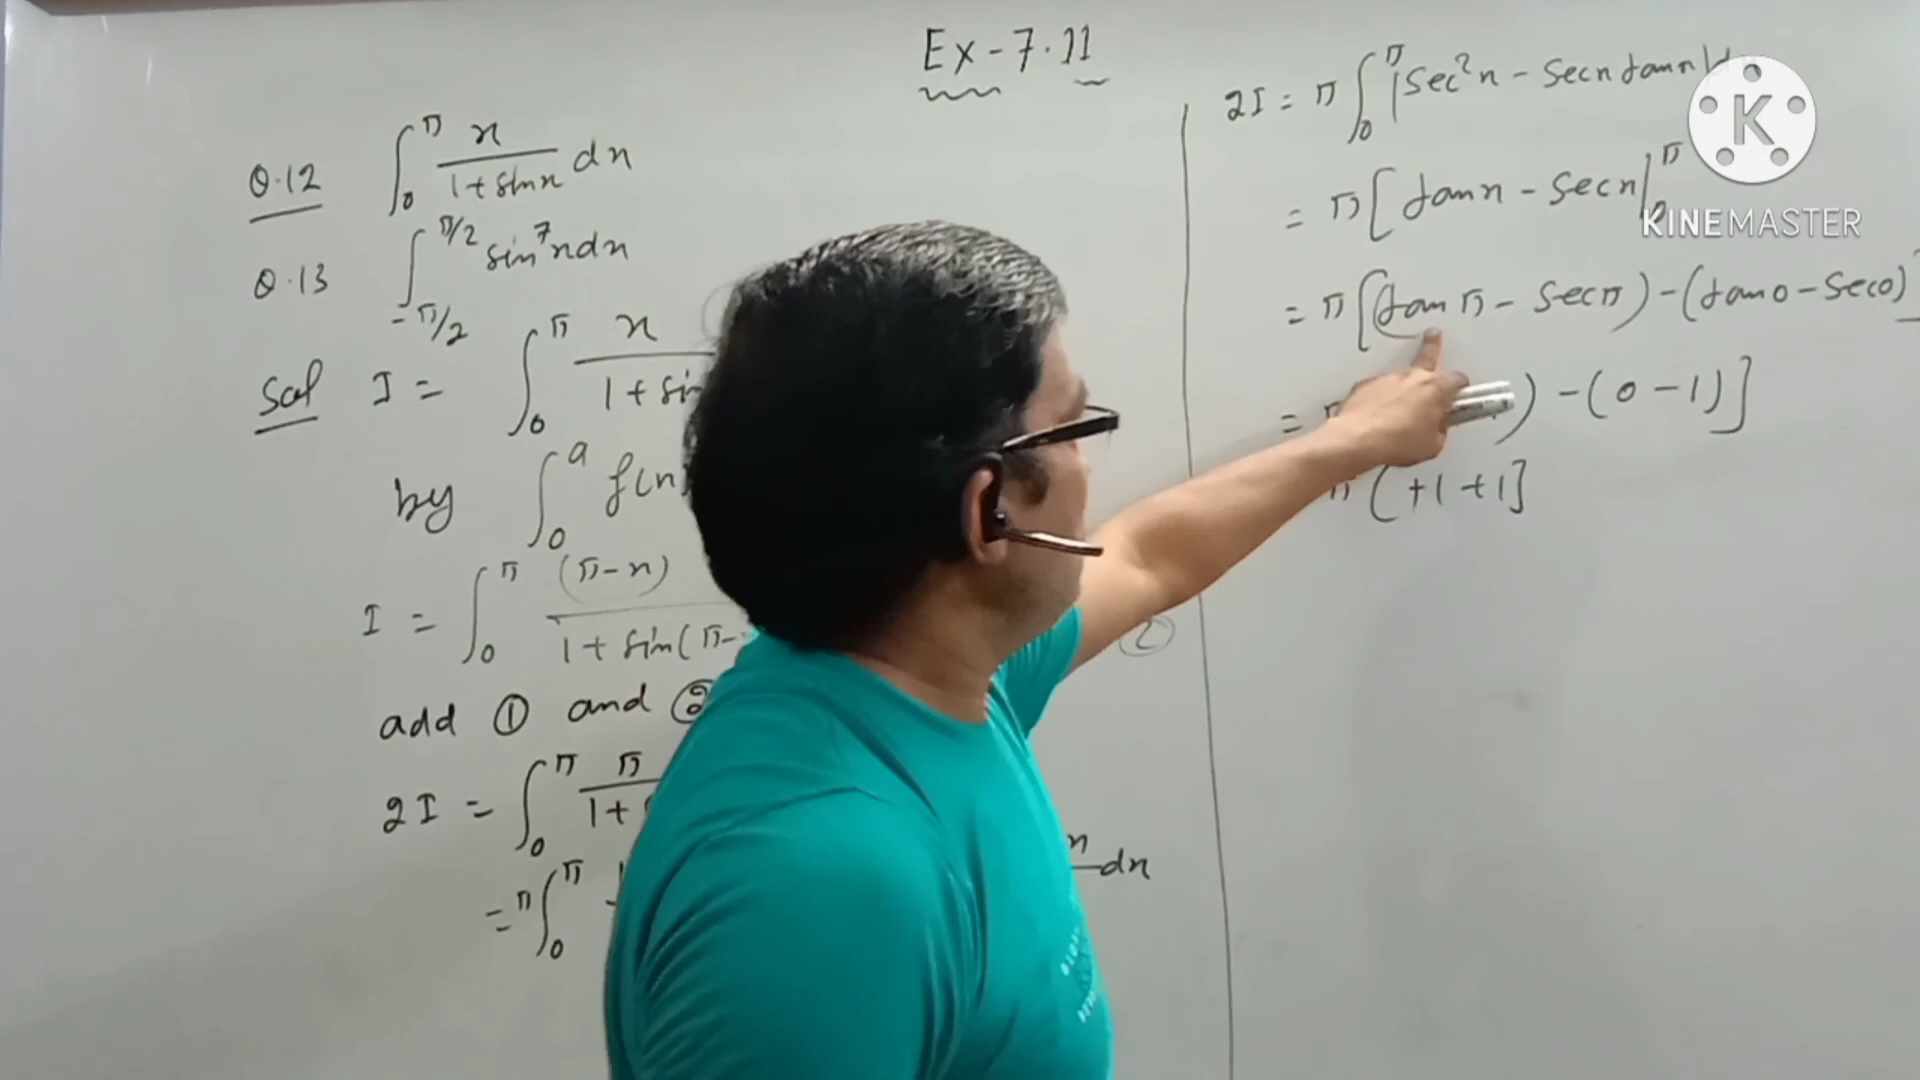 Ex-7.11
Q.12 ∫₀^π x/(1+sinx) dx
Q.13 ∫_{-π/2}^{π/2} sin⁷x dx
Sol I = ∫₀^π x/(1+sin
by ∫₀^a f(x)
I = ∫₀^π (π-x)/(1+sin(π-
②
add ① and ②
2I = ∫₀^π π/(1+
= π∫₀^π
x dx
2I = π∫₀^π (sec²x - secx tanx)
= π[tanx - secx]₀^π
= π[(tanπ - secπ) - (tan0 - sec0)]
= π ) - (0 - 1)]
π(+1+1]
K
KINEMASTER